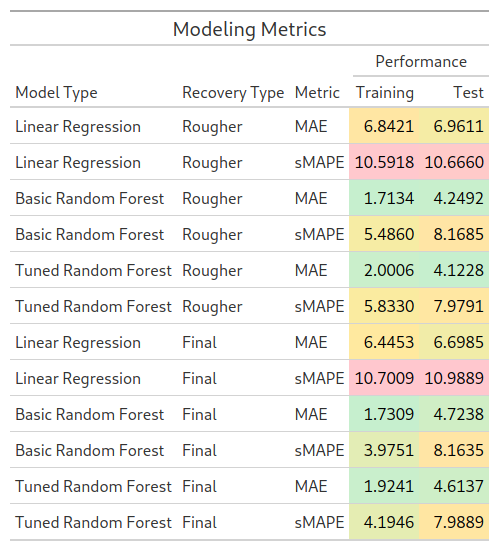 Modeling Metrics
Performance
Model Type Recovery Type Metric Training Test
Linear Regression Rougher MAE 6.8421 6.9611
Linear Regression Rougher sMAPE 10.5918 10.6660
Basic Random Forest Rougher MAE 1.7134 4.2492
Basic Random Forest Rougher sMAPE 5.4860 8.1685
Tuned Random Forest Rougher MAE 2.0006 4.1228
Tuned Random Forest Rougher sMAPE 5.8330 7.9791
Linear Regression Final MAE 6.4453 6.6985
Linear Regression Final sMAPE 10.7009 10.9889
Basic Random Forest Final MAE 1.7309 4.7238
Basic Random Forest Final sMAPE 3.9751 8.1635
Tuned Random Forest Final MAE 1.9241 4.6137
Tuned Random Forest Final sMAPE 4.1946 7.9889